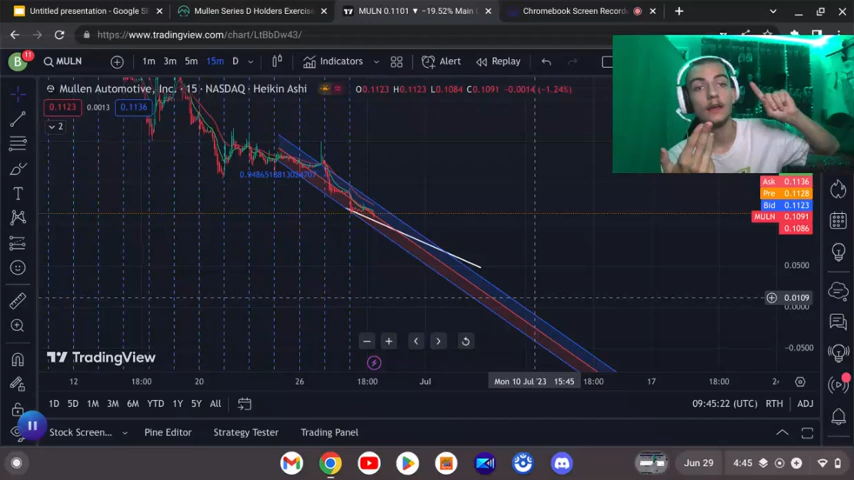 Untitled presentation - Google Sl
Mullen Series D Holders Exercise
MULN 0.1101 ▼ −19.52% Main U
Chromebook Screen Record
https://www.tradingview.com/chart/LtBbDw43/
B 11 MULN 1m 3m 5m 15m D Indicators Alert Replay
Mullen Automotive, Inc. · 15 · NASDAQ · Heikin Ashi O0.1123 H0.1123 L0.1084 C0.1091 -0.0014 (-1.24%)
0.1123 0.0013 0.1136
2
Ask 0.1136
Pre 0.1128
Bid 0.1123
MULN 0.1091
0.1086
0.0500
0.0109
0.0000
-0.0500
TradingView
12 18:00 20 26 18:00 Jul Mon 10 Jul '23 15:45 18:00 17 18:00
1D 5D 1M 3M 6M YTD 1Y 5Y All 09:45:22 (UTC) RTH ADJ
Stock Screen... Pine Editor Strategy Tester Trading Panel
Jun 29 4:45